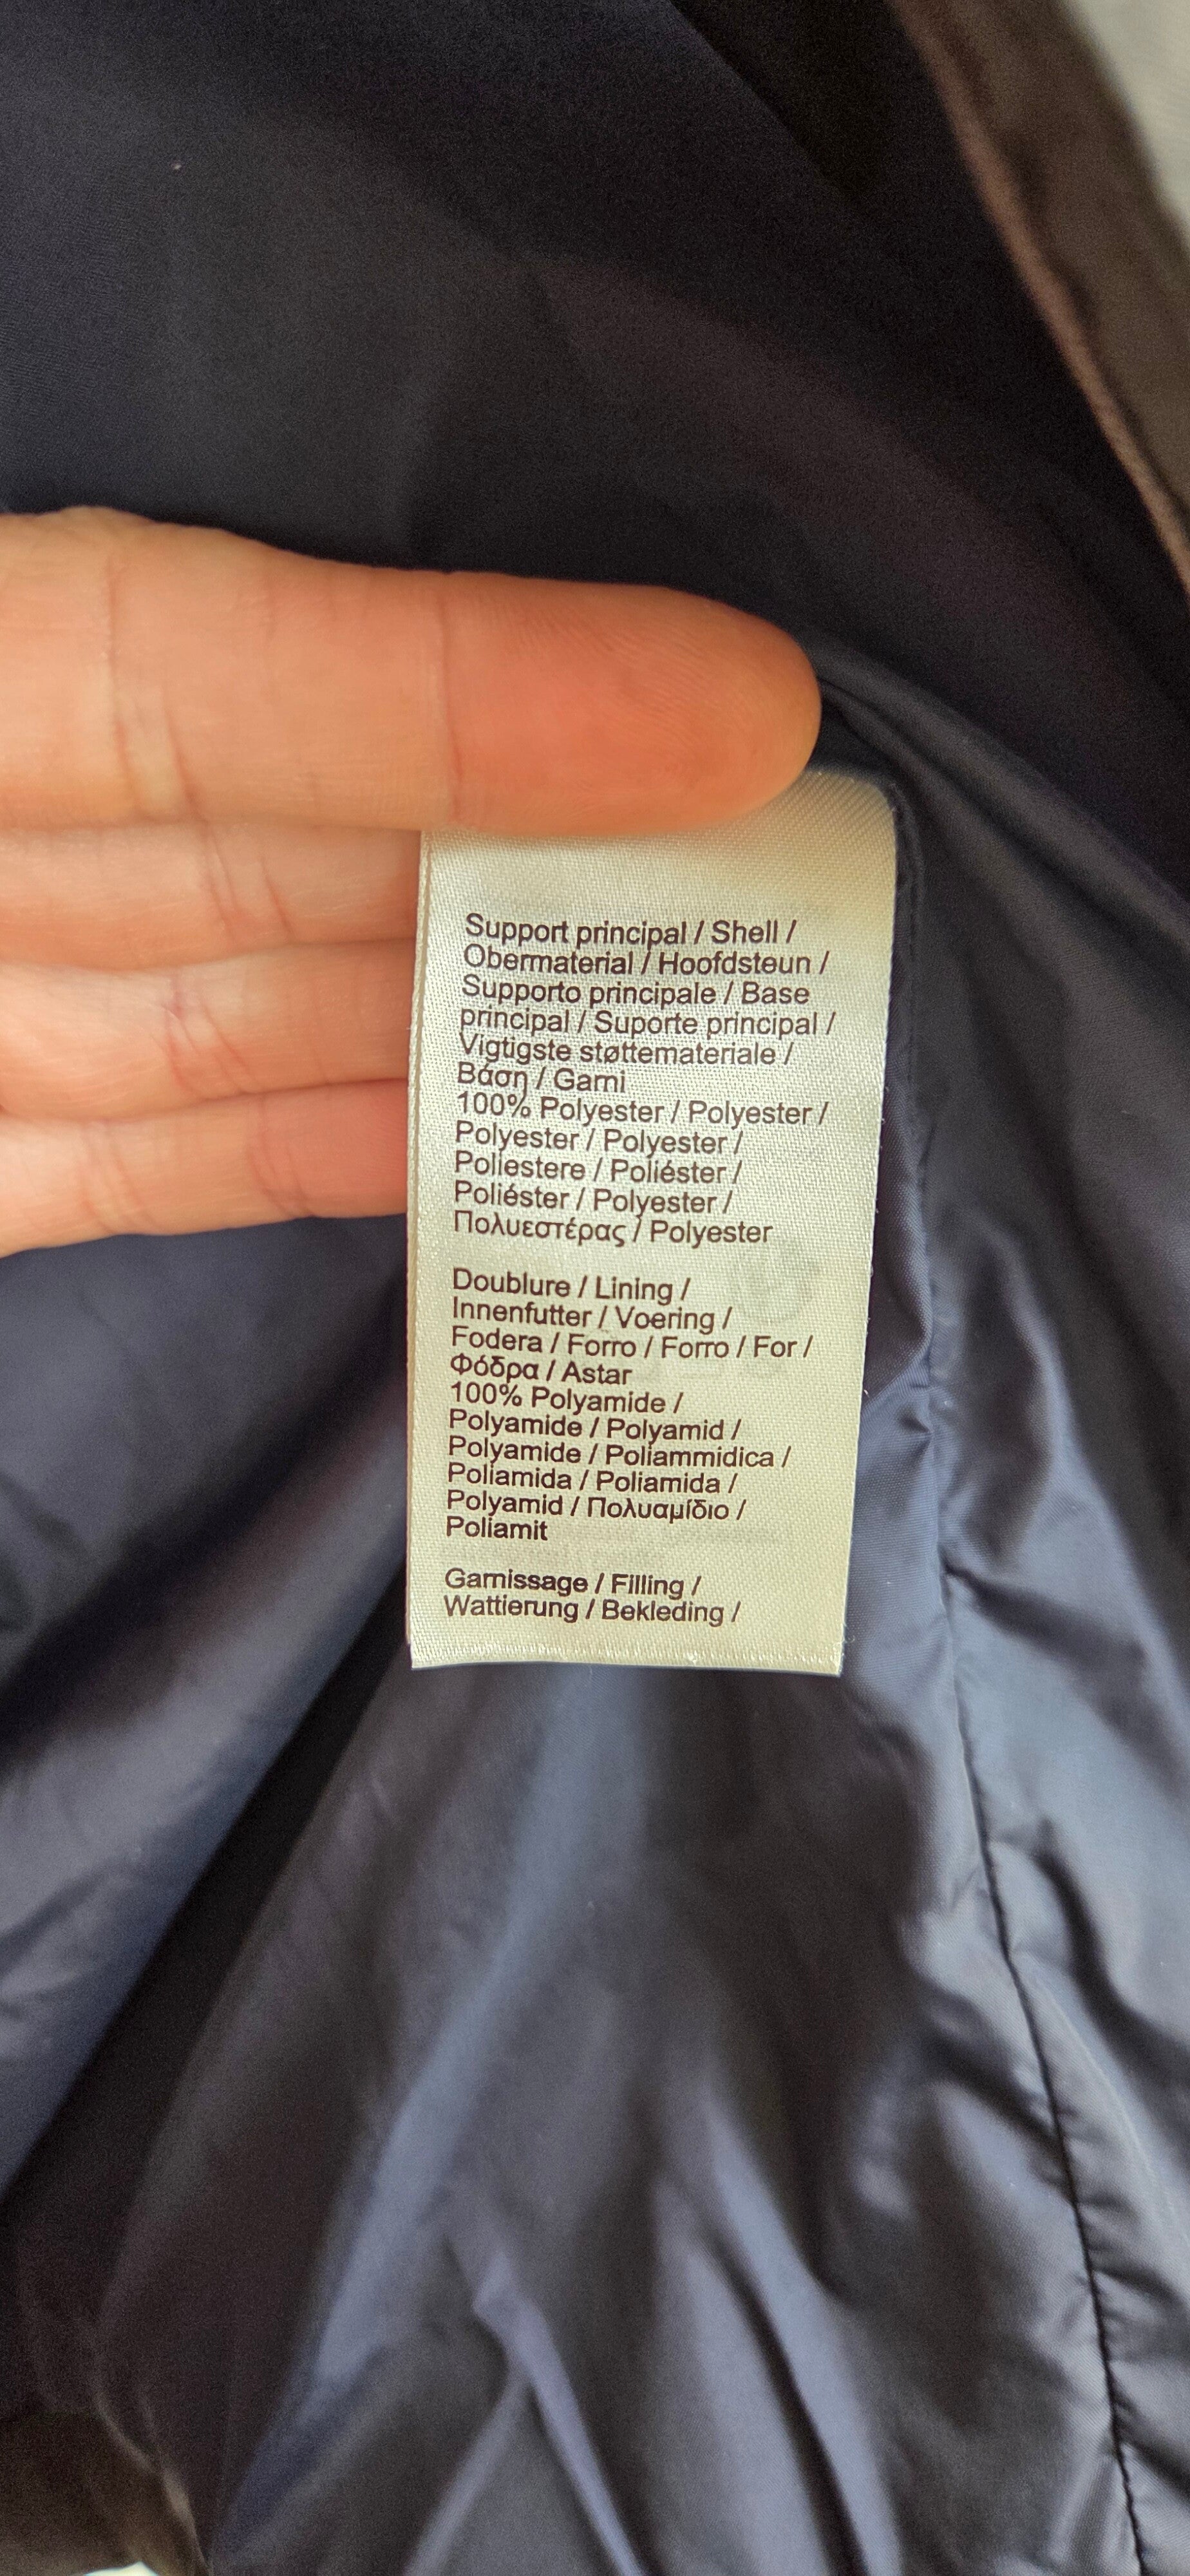 Support principal / Shell /
Obermaterial / Hoofdsteun /
Supporto principale / Base
principal / Suporte principal /
Vigtigste støttemateriale /
Βάση / Garni
100% Polyester / Polyester /
Polyester / Polyester /
Poliestere / Poliéster /
Poliéster / Polyester /
Πολυεστέρας / Polyester
Doublure / Lining /
Innenfutter / Voering /
Fodera / Forro / Forro / For /
Φόδρα / Astar
100% Polyamide /
Polyamide / Polyamid /
Polyamide / Poliammidica /
Poliamida / Poliamida /
Polyamid / Πολυαμίδιο /
Poliamit
Garnissage / Filling /
Wattierung / Bekleding /